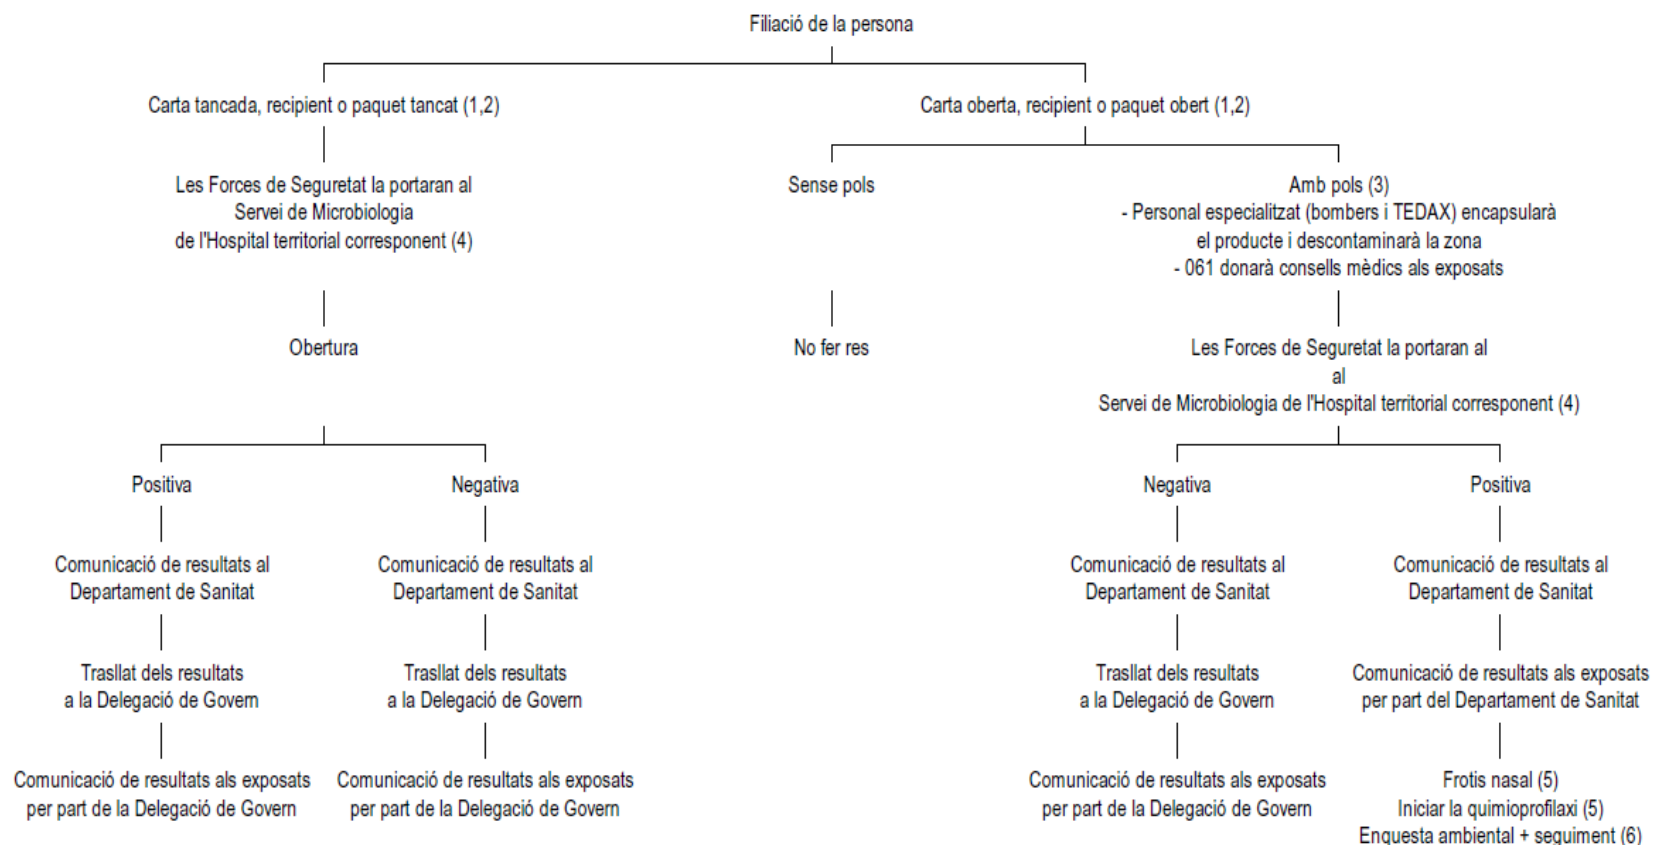 Filiació de la persona
Carta tancada, recipient o paquet tancat (1,2)
Carta oberta, recipient o paquet obert (1,2)
Les Forces de Seguretat la portaran al
Servei de Microbiologia
de l'Hospital territorial corresponent (4)
Sense pols
Amb pols (3)
- Personal especialitzat (bombers i TEDAX) encapsularà
el producte i descontaminarà la zona
- 061 donarà consells mèdics als exposats
Obertura
No fer res
Les Forces de Seguretat la portaran al
al
Servei de Microbiologia de l'Hospital territorial corresponent (4)
Positiva
Negativa
Negativa
Positiva
Comunicació de resultats al
Departament de Sanitat
Comunicació de resultats al
Departament de Sanitat
Comunicació de resultats al
Departament de Sanitat
Comunicació de resultats al
Departament de Sanitat
Trasllat dels resultats
a la Delegació de Govern
Trasllat dels resultats
a la Delegació de Govern
Trasllat dels resultats
a la Delegació de Govern
Comunicació de resultats als exposats
per part del Departament de Sanitat
Comunicació de resultats als exposats
per part de la Delegació de Govern
Comunicació de resultats als exposats
per part de la Delegació de Govern
Comunicació de resultats als exposats
per part de la Delegació de Govern
Frotis nasal (5)
Iniciar la quimioprofilaxi (5)
Enquesta ambiental + seguiment (6)